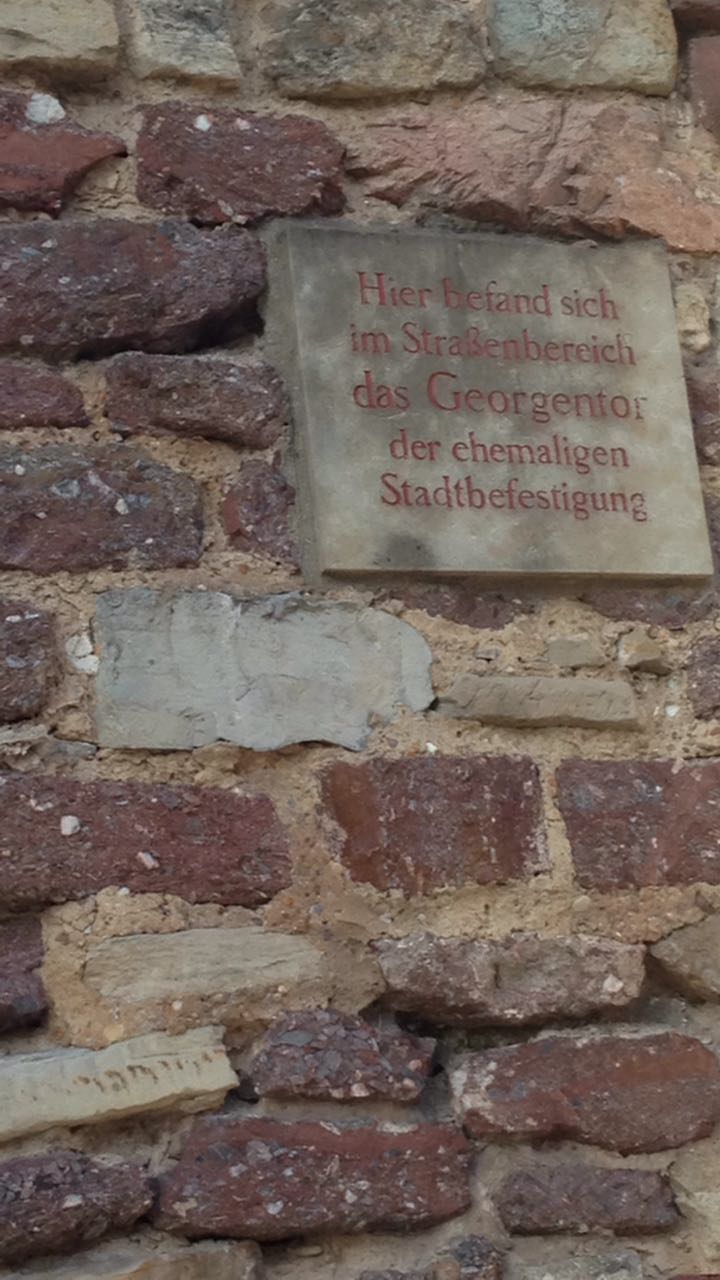 Hier befand sich
im Straßenbereich
das Georgentor
der ehemaligen
Stadtbefestigung